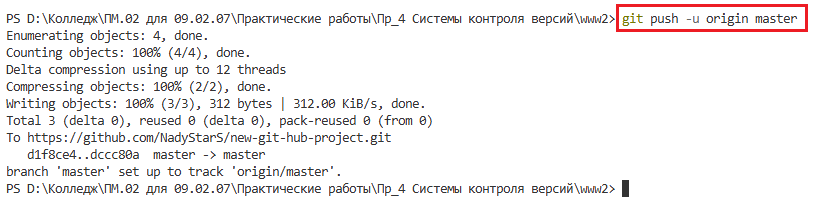 PS D:\Колледж\ПМ.02 для 09.02.07\Практические работы\Пр_4 Системы контроля версий\www2> git push -u origin master
Enumerating objects: 4, done.
Counting objects: 100% (4/4), done.
Delta compression using up to 12 threads
Compressing objects: 100% (2/2), done.
Writing objects: 100% (3/3), 312 bytes | 312.00 KiB/s, done.
Total 3 (delta 0), reused 0 (delta 0), pack-reused 0 (from 0)
To https://github.com/NadyStarS/new-git-hub-project.git
   d1f8ce4..dccc80a  master -> master
branch 'master' set up to track 'origin/master'.
PS D:\Колледж\ПМ.02 для 09.02.07\Практические работы\Пр_4 Системы контроля версий\www2>